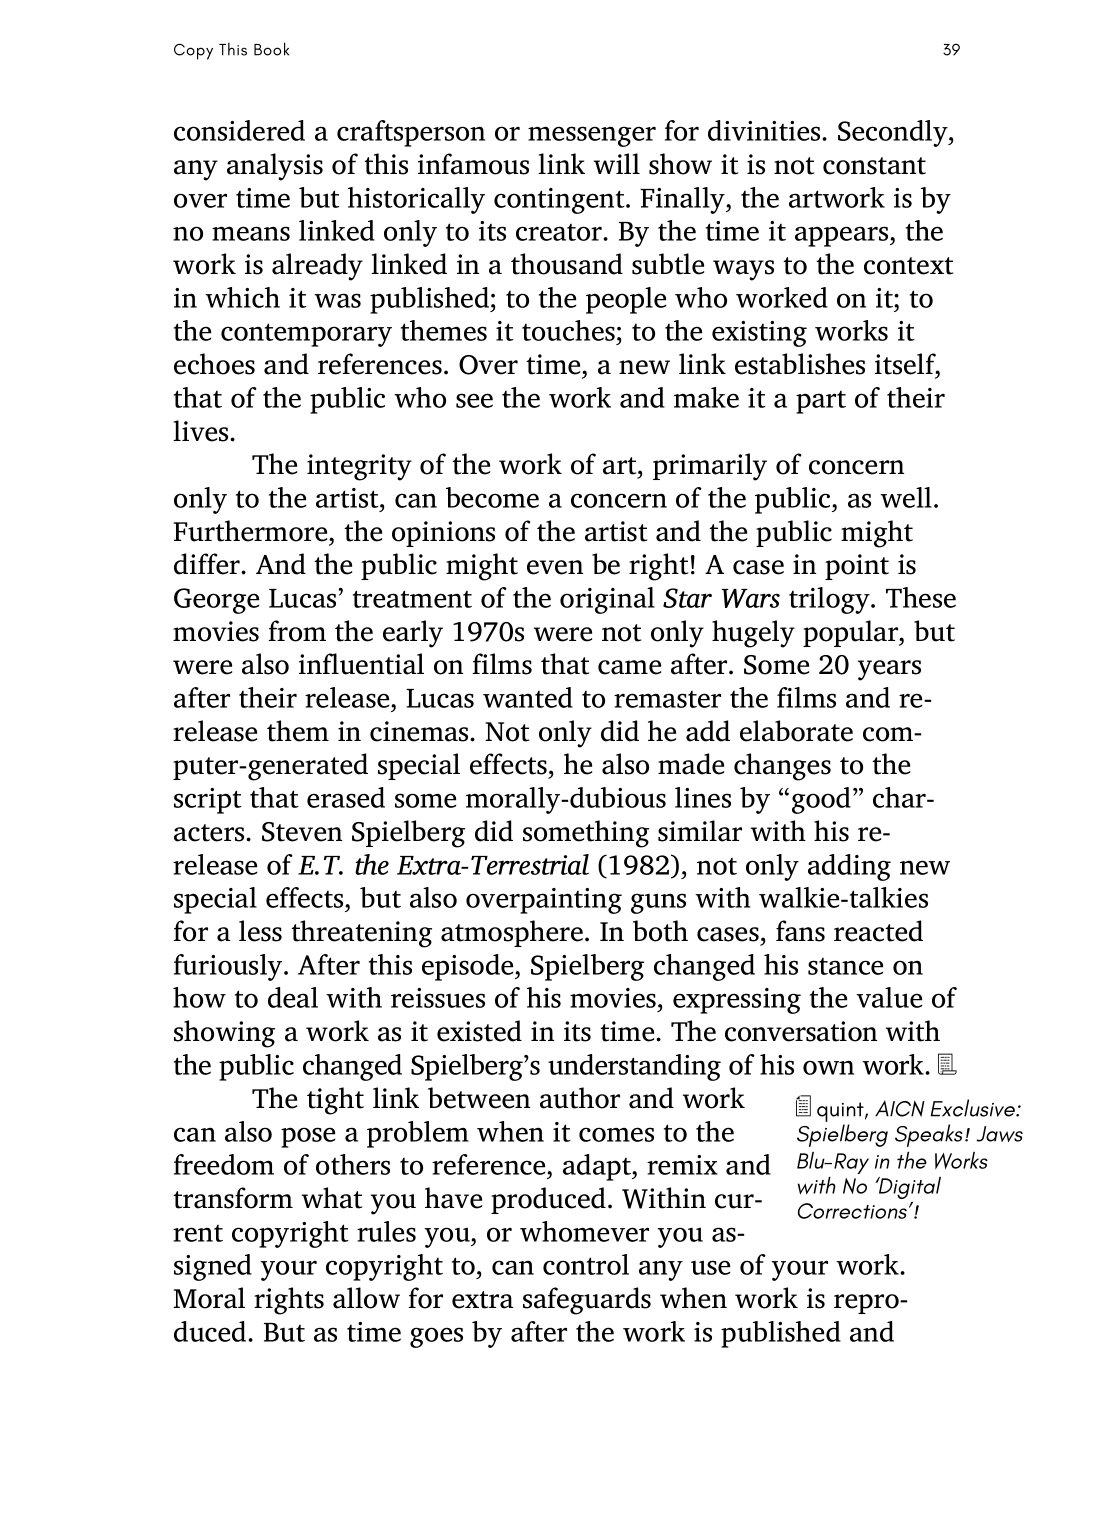 Copy This Book
39
considered a craftsperson or messenger for divinities. Secondly,
any analysis of this infamous link will show it is not constant
over time but historically contingent. Finally, the artwork is by
no means linked only to its creator. By the time it appears, the
work is already linked in a thousand subtle ways to the context
in which it was published; to the people who worked on it; to
the contemporary themes it touches; to the existing works it
echoes and references. Over time, a new link establishes itself,
that of the public who see the work and make it a part of their
lives.
The integrity of the work of art, primarily of concern
only to the artist, can become a concern of the public, as well.
Furthermore, the opinions of the artist and the public might
differ. And the public might even be right! A case in point is
George Lucas’ treatment of the original Star Wars trilogy. These
movies from the early 1970s were not only hugely popular, but
were also influential on films that came after. Some 20 years
after their release, Lucas wanted to remaster the films and re-
release them in cinemas. Not only did he add elaborate com-
puter-generated special effects, he also made changes to the
script that erased some morally-dubious lines by “good” char-
acters. Steven Spielberg did something similar with his re-
release of E.T. the Extra-Terrestrial (1982), not only adding new
special effects, but also overpainting guns with walkie-talkies
for a less threatening atmosphere. In both cases, fans reacted
furiously. After this episode, Spielberg changed his stance on
how to deal with reissues of his movies, expressing the value of
showing a work as it existed in its time. The conversation with
the public changed Spielberg’s understanding of his own work.
The tight link between author and work
can also pose a problem when it comes to the
freedom of others to reference, adapt, remix and
transform what you have produced. Within cur-
rent copyright rules you, or whomever you as-
signed your copyright to, can control any use of your work.
Moral rights allow for extra safeguards when work is repro-
duced. But as time goes by after the work is published and
quint, AICN Exclusive:
Spielberg Speaks! Jaws
Blu-Ray in the Works
with No ‘Digital
Corrections’!